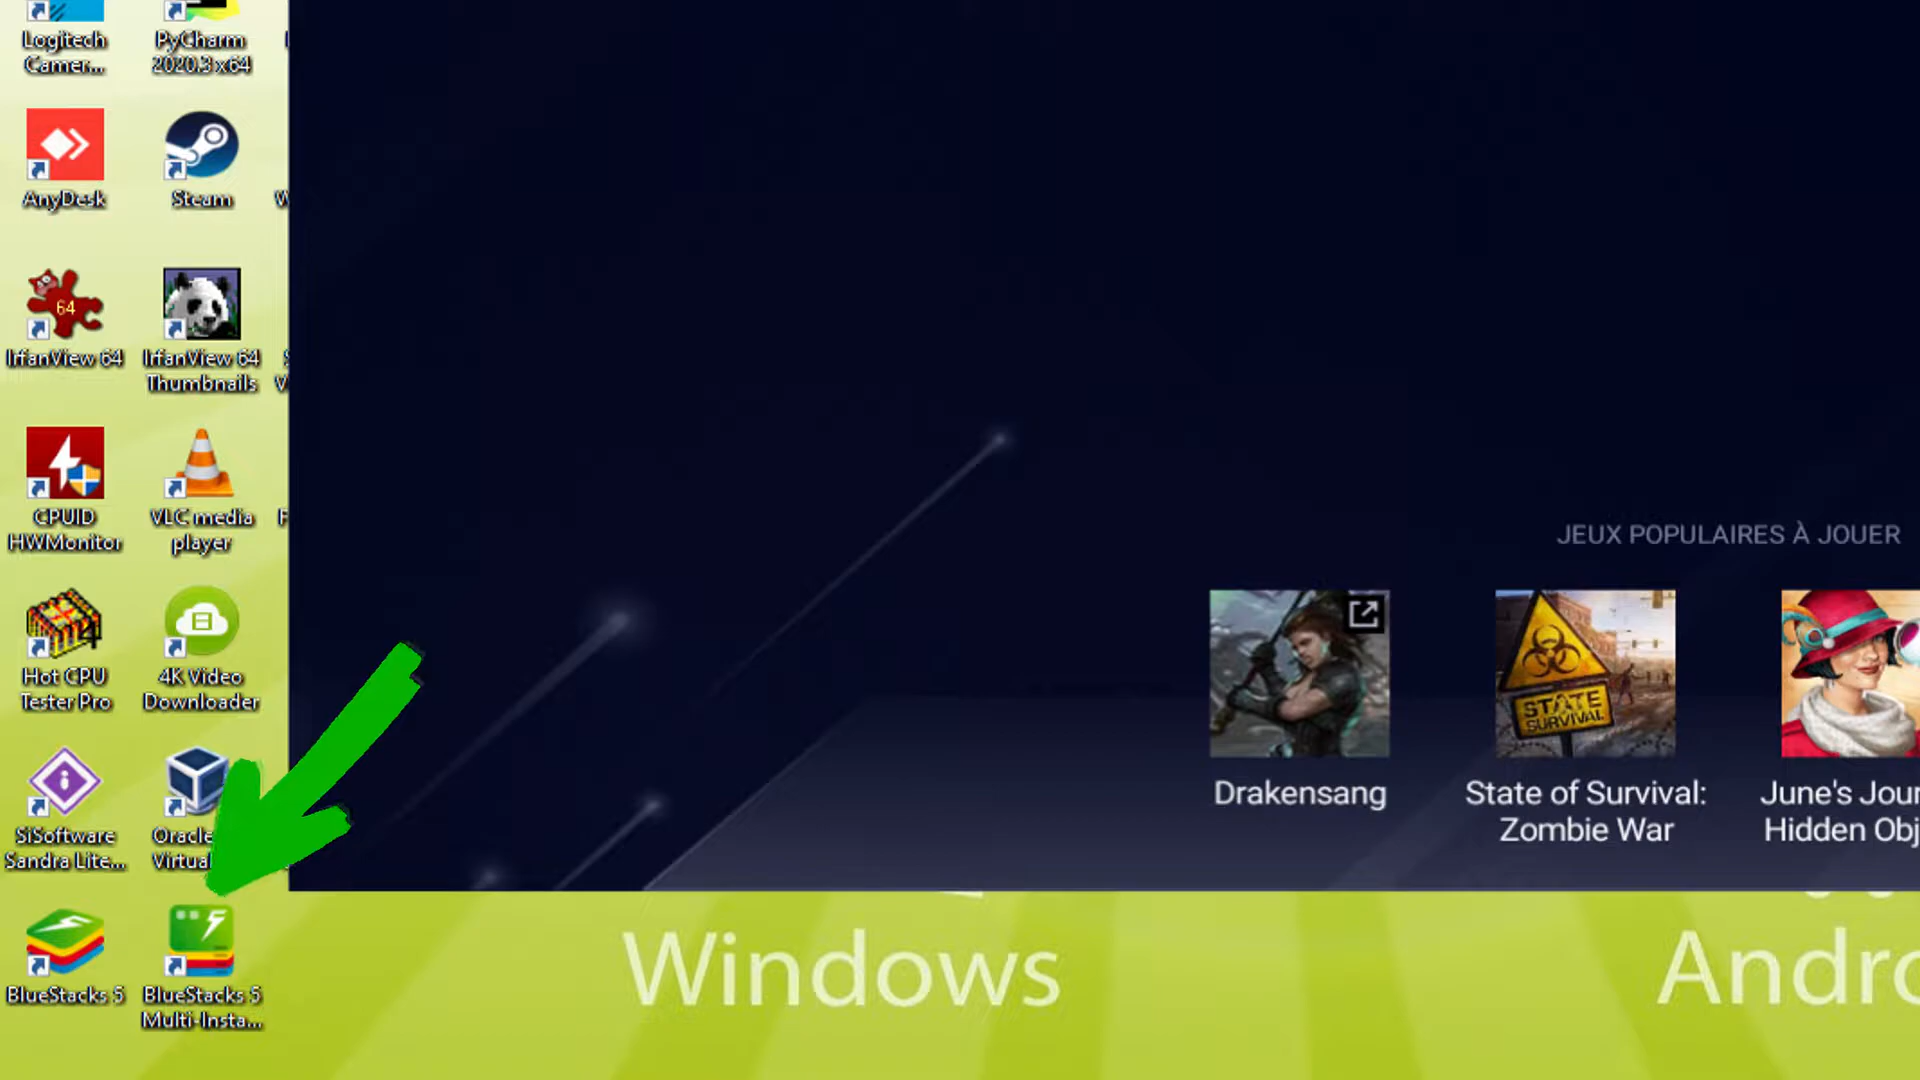 Logitech
Camer...
PyCharm
2020.3 x64
AnyDesk
Steam
64
IrfanView 64
IrfanView 64
Thumbnails
CPUID
HWMonitor
VLC media
player
JEUX POPULAIRES À JOUER
4
Hot CPU
Tester Pro
4K Video
Downloader
STATE
SURVIVAL
Drakensang
State of Survival:
Zombie War
June's Jour
Hidden Obj
SiSoftware
Sandra Lite...
Oracle
Virtual
BlueStacks 5
BlueStacks 5
Multi-Insta...
Windows
Andro